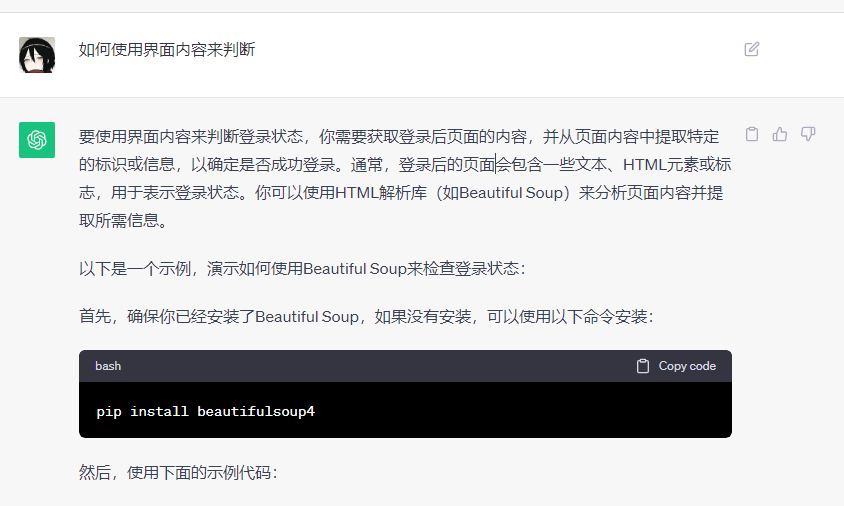 如何使用界面内容来判断
要使用界面内容来判断登录状态，你需要获取登录后页面的内容，并从页面内容中提取特定
的标识或信息，以确定是否成功登录。通常，登录后的页面会包含一些文本、HTML元素或标
志，用于表示登录状态。你可以使用HTML解析库（如Beautiful Soup）来分析页面内容并提
取所需信息。
以下是一个示例，演示如何使用Beautiful Soup来检查登录状态：
首先，确保你已经安装了Beautiful Soup，如果没有安装，可以使用以下命令安装：
bash Copy code
pip install beautifulsoup4
然后，使用下面的示例代码：